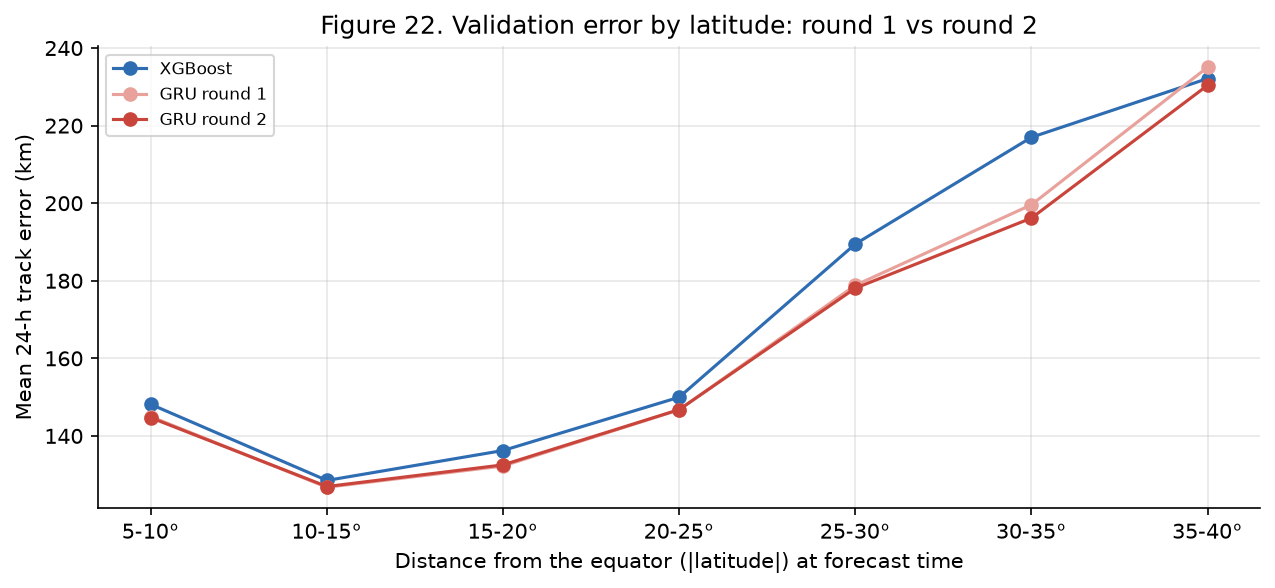 Figure 22. Validation error by latitude: round 1 vs round 2
XGBoost
GRU round 1
GRU round 2
Mean 24-h track error (km)
240
220
200
180
160
140
5-10°
10-15°
15-20°
20-25°
25-30°
30-35°
35-40°
Distance from the equator (|latitude|) at forecast time